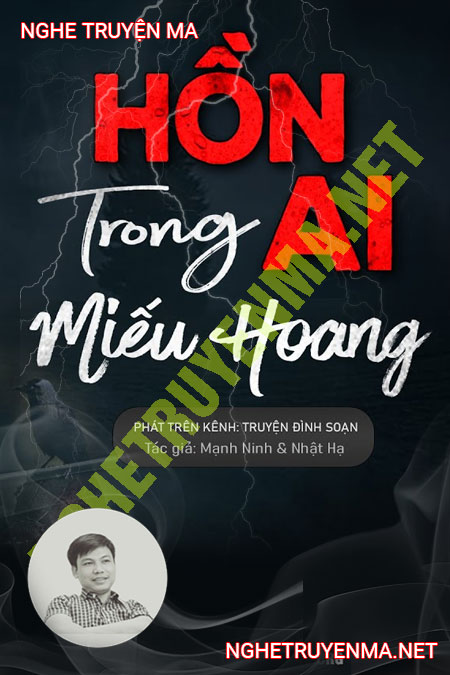 NGHE TRUYỆN MA
HỒN
Trong AI
Miếu Hoang
PHÁT TRÊN KÊNH: TRUYỆN ĐÌNH SOẠN
Tác giả: Mạnh Ninh & Nhật Hạ
NGHETRUYENMA.NET
NGHETRUYENMA.NET